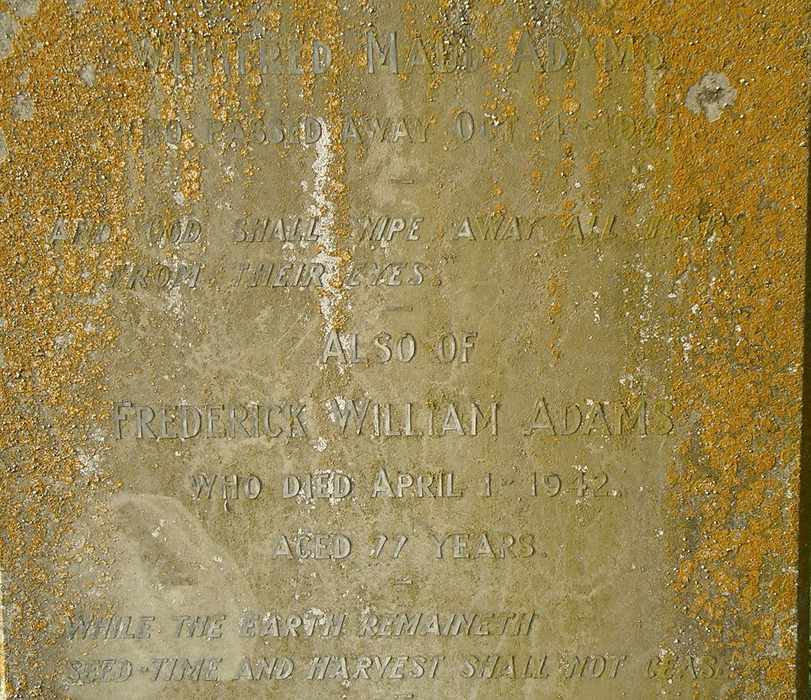 WINIFRED MAUD ADAMS
WHO PASSED AWAY OCT
AND GOD SHALL WIPE AWAY ALL TEARS
FROM THEIR EYES.
ALSO OF
FREDERICK WILLIAM ADAMS
WHO DIED APRIL 1ST 1942.
AGED 77 YEARS.
WHILE THE EARTH REMAINETH
SEED-TIME AND HARVEST SHALL NOT CEASE